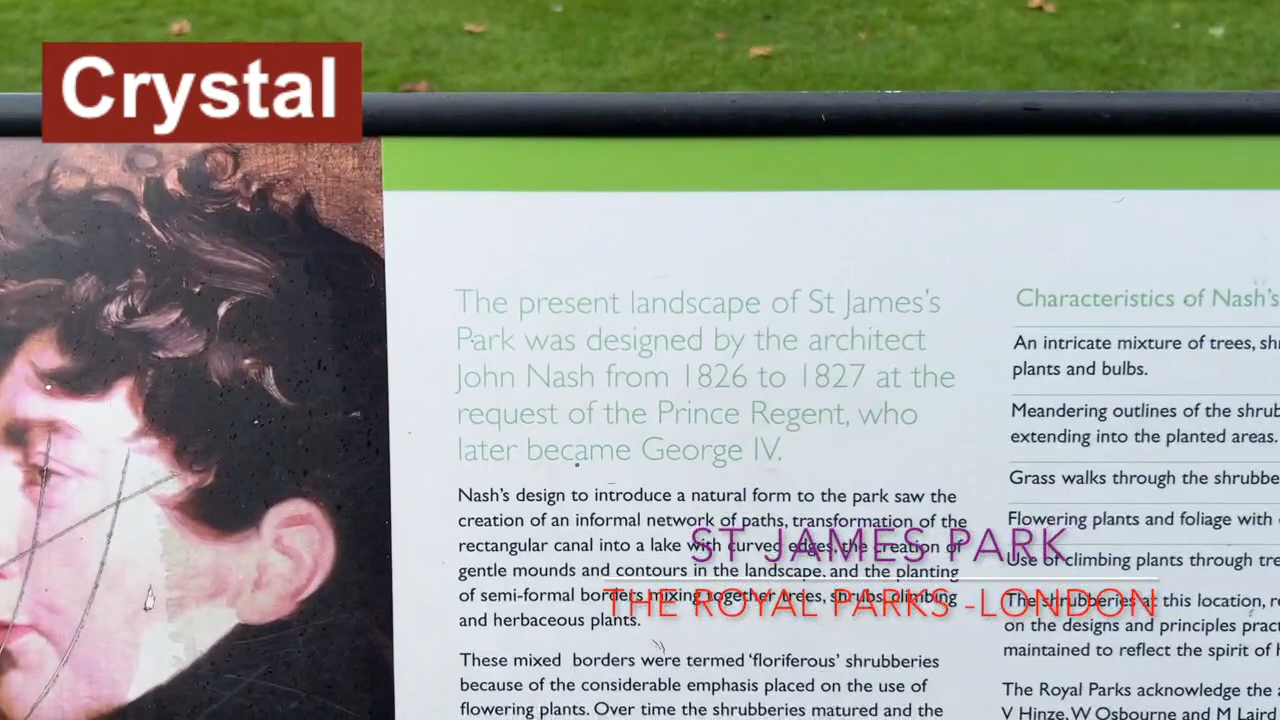 Crystal
The present landscape of St James's
Park was designed by the architect
John Nash from 1826 to 1827 at the
request of the Prince Regent, who
later became George IV.
Nash's design to introduce a natural form to the park saw the
creation of an informal network of paths, transformation of the
rectangular canal into a lake with curved edges, the creation of
gentle mounds and contours in the landscape, and the planting
of semi-formal borders mixing together trees, shrubs, climbing
and herbaceous plants.
These mixed borders were termed 'floriferous' shrubberies
because of the considerable emphasis placed on the use of
flowering plants. Over time the shrubberies matured and the
Characteristics of Nash's
An intricate mixture of trees,
plants and bulbs.
Meandering outlines of the
extending into the planted areas.
Grass walks through the
Flowering plants and foliage with
Use of climbing plants through
The shrubberies at this location,
on the designs and principles
maintained to reflect the spirit of
The Royal Parks acknowledge the
V Hinze, W Osbourne and M Laird
ST JAMES PARK
THE ROYAL PARKS -LONDON